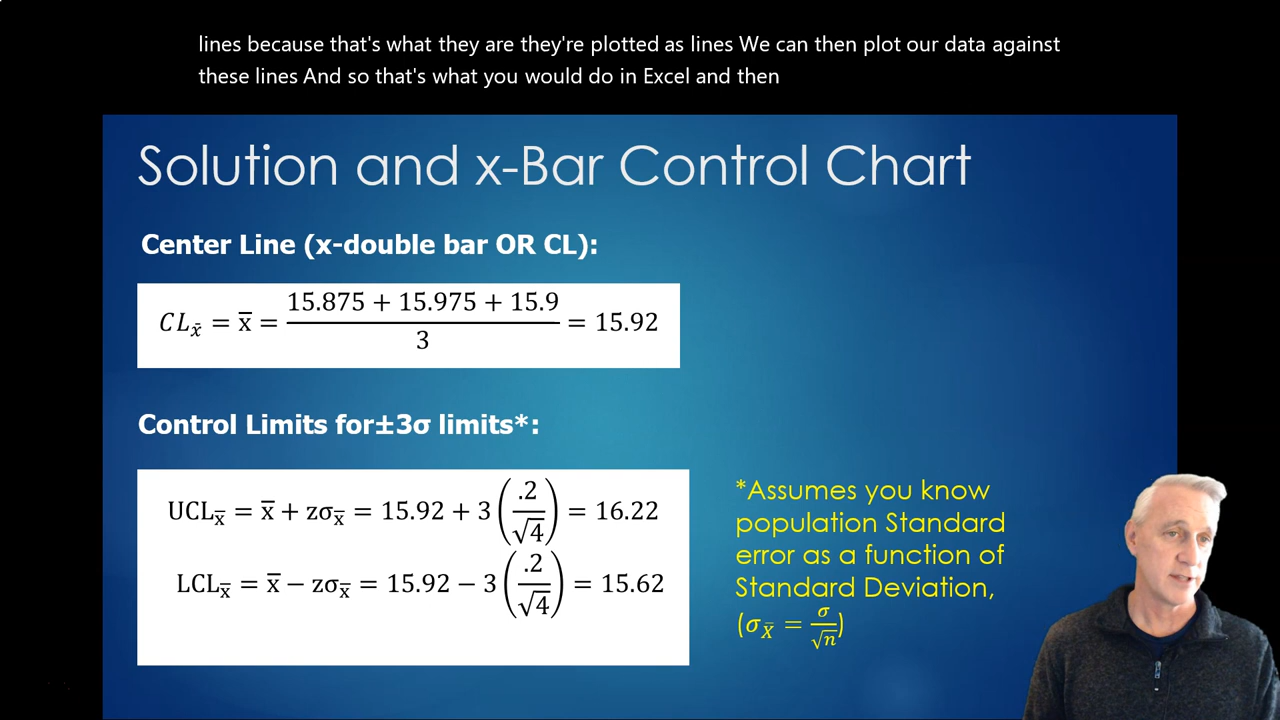 lines because that's what they are they're plotted as lines We can then plot our data against
these lines And so that's what you would do in Excel and then
Solution and x-Bar Control Chart
Center Line (x-double bar OR CL):
CL_x̄ = x̿ = (15.875 + 15.975 + 15.9)/3 = 15.92
Control Limits for±3σ limits*:
UCL_x̄ = x̿ + zσ_x̄ = 15.92 + 3 (.2/√4) = 16.22
LCL_x̄ = x̿ − zσ_x̄ = 15.92 − 3 (.2/√4) = 15.62
*Assumes you know
population Standard
error as a function of
Standard Deviation,
(σ_X̄ = σ/√n)